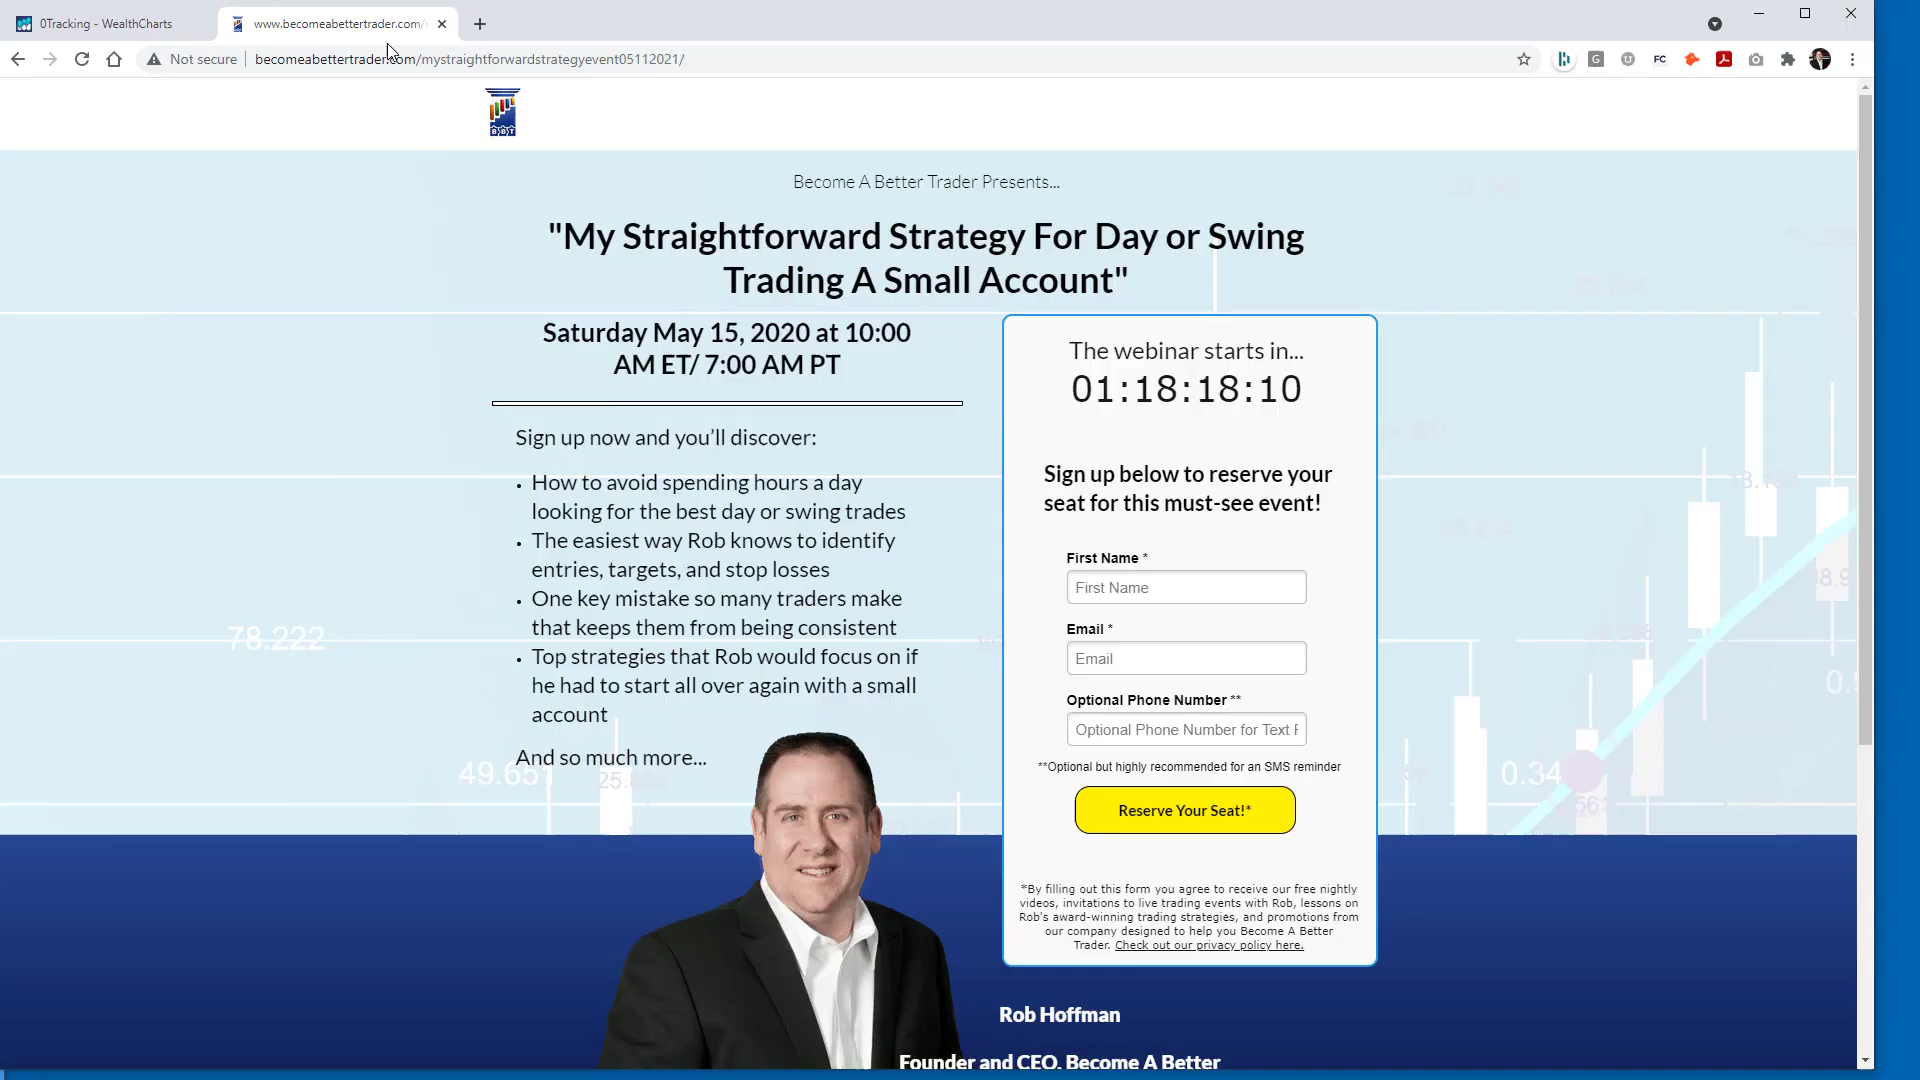 0Tracking - WealthCharts
www.becomeabettertrader.com/
Not secure
becomeabettertrader.com/mystraightforwardstrategyevent05112021/
FC
BABT
Become A Better Trader Presents...
"My Straightforward Strategy For Day or Swing
Trading A Small Account"
Saturday May 15, 2020 at 10:00
AM ET/ 7:00 AM PT
Sign up now and you’ll discover:
• How to avoid spending hours a day
looking for the best day or swing trades
• The easiest way Rob knows to identify
entries, targets, and stop losses
• One key mistake so many traders make
that keeps them from being consistent
• Top strategies that Rob would focus on if
he had to start all over again with a small
account
And so much more...
The webinar starts in...
01:18:18:10
Sign up below to reserve your
seat for this must-see event!
First Name *
First Name
Email *
Email
Optional Phone Number **
Optional Phone Number for Text
**Optional but highly recommended for an SMS reminder
Reserve Your Seat!*
*By filling out this form you agree to receive our free nightly
videos, invitations to live trading events with Rob, lessons on
Rob's award-winning trading strategies, and promotions from
our company designed to help you Become A Better
Trader. Check out our privacy policy here.
78.222
49.651
0.34
Rob Hoffman
Founder and CEO, Become A Better